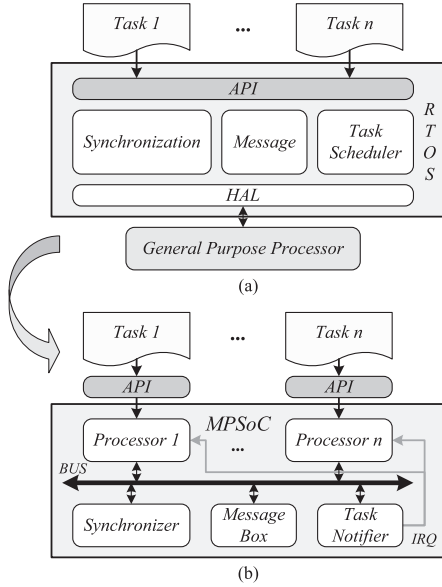 Task 1
...
Task n
API
Synchronization
Message
Task
Scheduler
R
T
O
S
HAL
General Purpose Processor
(a)
Task 1
...
Task n
API
API
MPSoC
Processor 1
...
Processor n
BUS
Synchronizer
Message
Box
Task
Notifier
IRQ
(b)